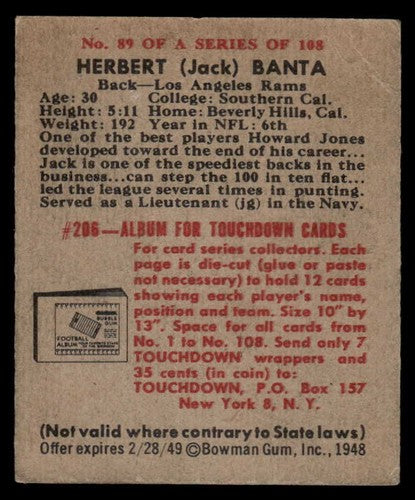 No. 89 OF A SERIES OF 108
HERBERT (Jack) BANTA
Back—Los Angeles Rams
Age: 30 College: Southern Cal.
Height: 5:11 Home: Beverly Hills, Cal.
Weight: 192 Year in NFL: 6th
One of the best players Howard Jones
developed toward the end of his career...
Jack is one of the speediest backs in the
business...can step the 100 in ten flat...
led the league several times in punting.
Served as a Lieutenant (jg) in the Navy.
#206—ALBUM FOR TOUCHDOWN CARDS
For card series collectors. Each
page is die-cut (glue or paste
not necessary) to hold 12 cards
showing each player's name,
position and team. Size 10" by
13". Space for all cards from
No. 1 to No. 108. Send only 7
TOUCHDOWN wrappers and
35 cents (in coin) to:
TOUCHDOWN, P.O. Box 157
New York 8, N. Y.
BUBBLE
GUM
FOOTBALL
ALBUM
(Not valid where contrary to State laws)
Offer expires 2/28/49 ©Bowman Gum, Inc., 1948